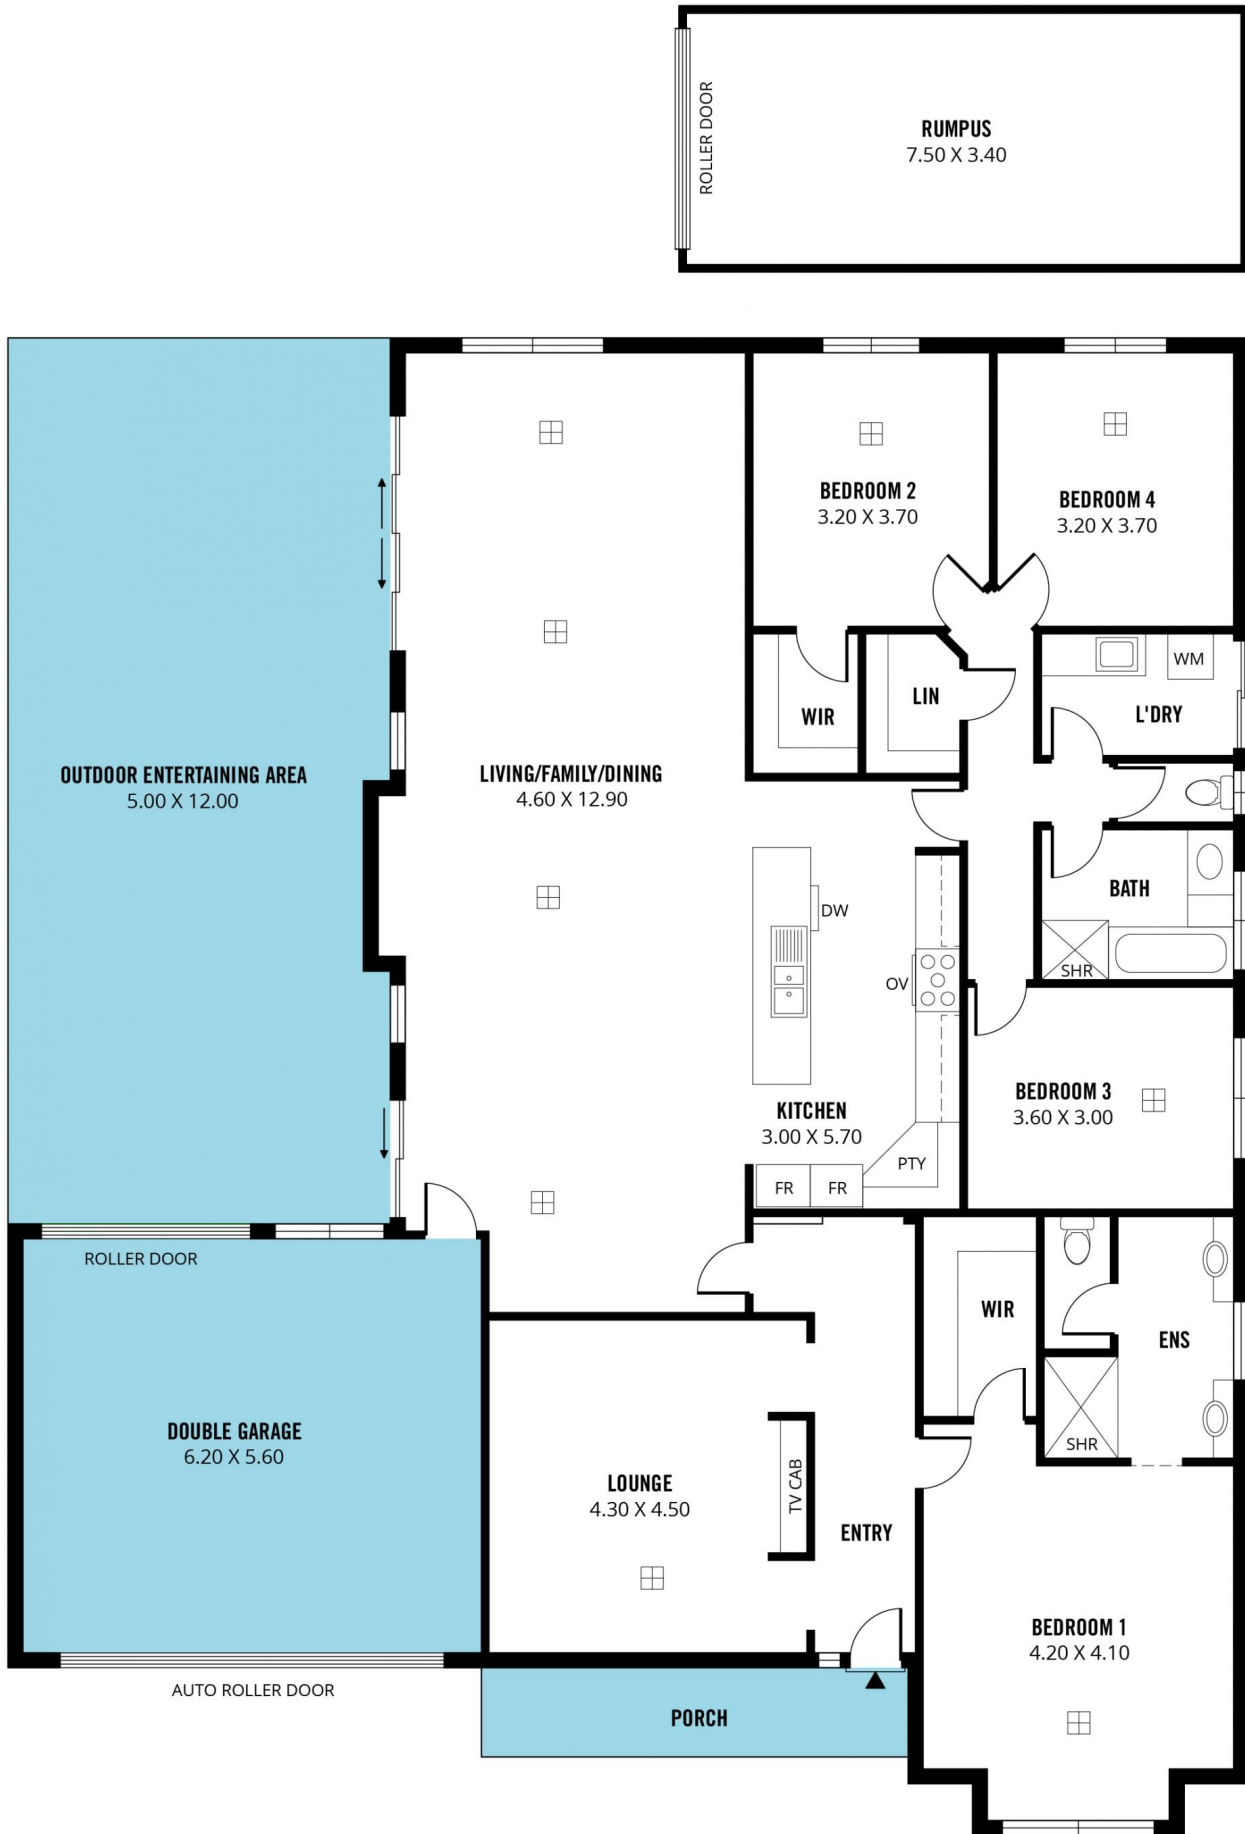 ROLLER DOOR
RUMPUS
7.50 X 3.40
BEDROOM 2
3.20 X 3.70
BEDROOM 4
3.20 X 3.70
WM
L'DRY
LIN
WIR
OUTDOOR ENTERTAINING AREA
5.00 X 12.00
LIVING/FAMILY/DINING
4.60 X 12.90
BATH
DW
SHR
OV
BEDROOM 3
3.60 X 3.00
KITCHEN
3.00 X 5.70
PTY
FR
FR
ROLLER DOOR
WIR
ENS
DOUBLE GARAGE
6.20 X 5.60
SHR
LOUNGE
4.30 X 4.50
TV CAB
ENTRY
BEDROOM 1
4.20 X 4.10
AUTO ROLLER DOOR
PORCH